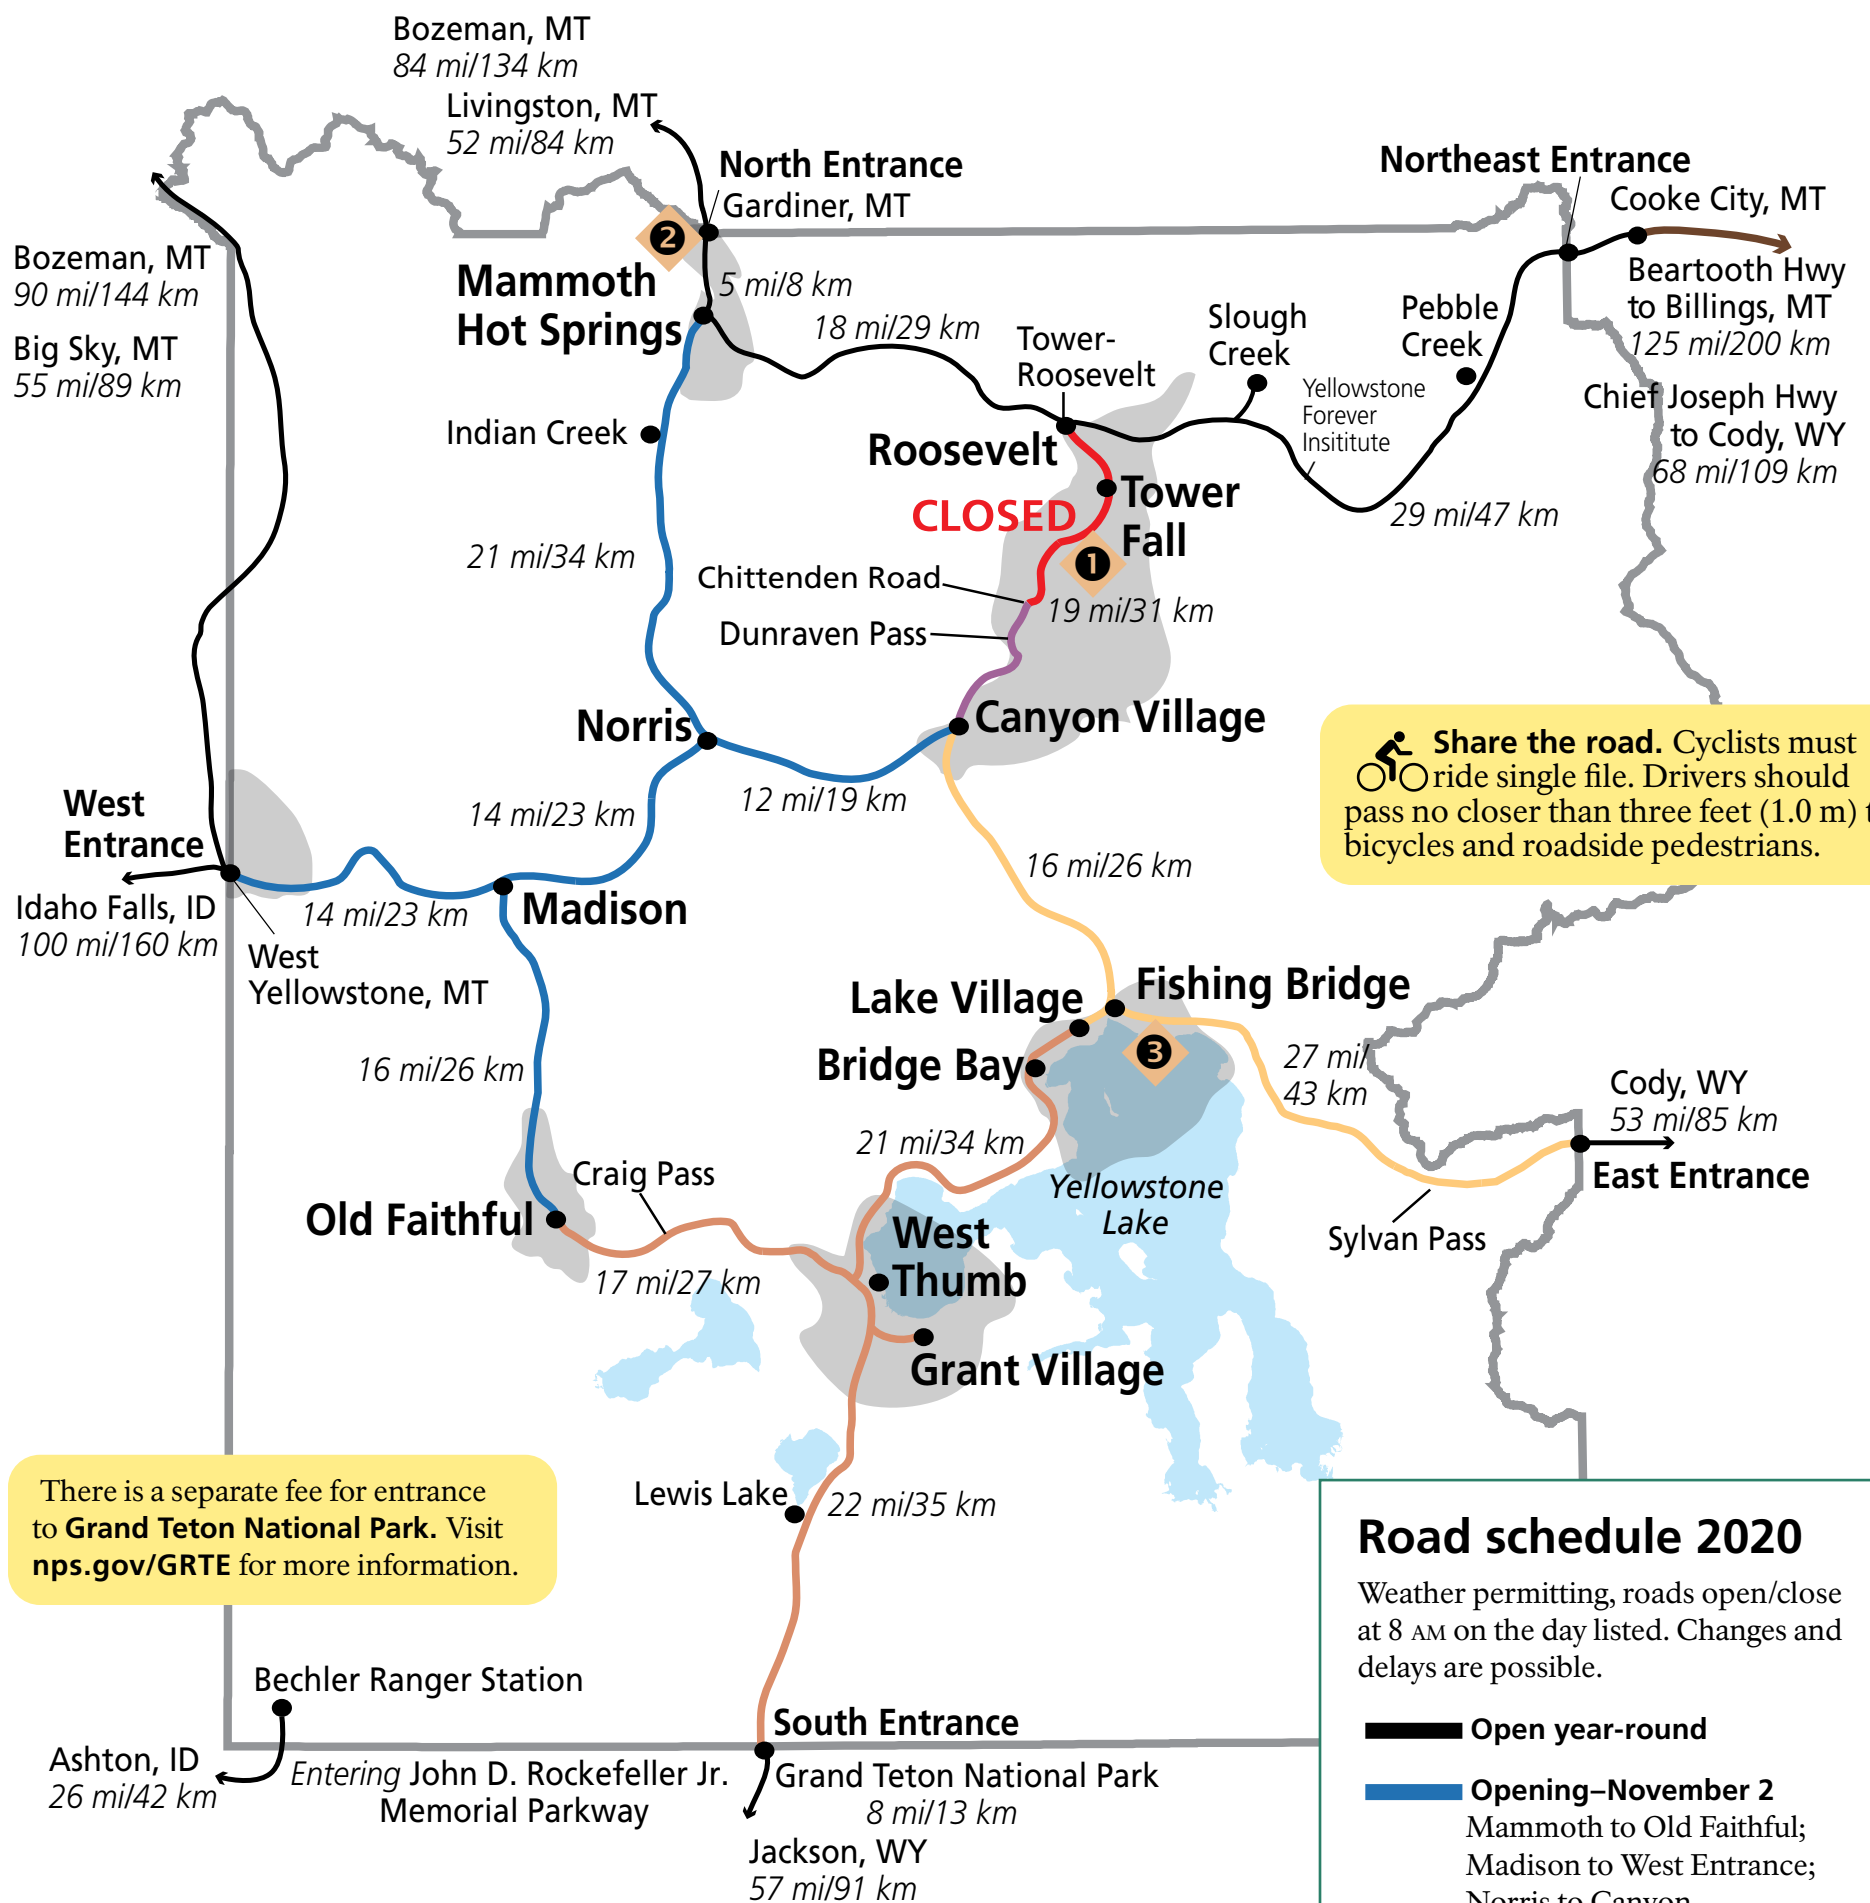 Bozeman, MT
84 mi/134 km
Livingston, MT
52 mi/84 km
North Entrance
Gardiner, MT
Northeast Entrance
Cooke City, MT
Bozeman, MT
90 mi/144 km
Big Sky, MT
55 mi/89 km
2
Mammoth
Hot Springs
5 mi/8 km
18 mi/29 km
Tower-
Roosevelt
Slough
Creek
Pebble
Creek
Beartooth Hwy
to Billings, MT
125 mi/200 km
Chief Joseph Hwy
to Cody, WY
68 mi/109 km
Yellowstone
Forever
Insititute
Indian Creek
Roosevelt
Tower
Fall
CLOSED
1
29 mi/47 km
21 mi/34 km
Chittenden Road
19 mi/31 km
Dunraven Pass
Norris
Canyon Village
Share the road. Cyclists must
ride single file. Drivers should
pass no closer than three feet (1.0 m) t
bicycles and roadside pedestrians.
West
Entrance
14 mi/23 km
12 mi/19 km
16 mi/26 km
Idaho Falls, ID
100 mi/160 km
14 mi/23 km
Madison
West
Yellowstone, MT
Lake Village
Fishing Bridge
Bridge Bay
3
27 mi/
43 km
16 mi/26 km
Cody, WY
53 mi/85 km
East Entrance
21 mi/34 km
Craig Pass
Yellowstone
Lake
Sylvan Pass
Old Faithful
West
Thumb
17 mi/27 km
Grant Village
There is a separate fee for entrance
to Grand Teton National Park. Visit
nps.gov/GRTE for more information.
Lewis Lake
22 mi/35 km
Road schedule 2020
Weather permitting, roads open/close
at 8 AM on the day listed. Changes and
delays are possible.
Open year-round
Opening–November 2
Mammoth to Old Faithful;
Madison to West Entrance;
Norris to Canyon
Bechler Ranger Station
Ashton, ID
26 mi/42 km
South Entrance
Entering John D. Rockefeller Jr.
Memorial Parkway
Grand Teton National Park
8 mi/13 km
Jackson, WY
57 mi/91 km